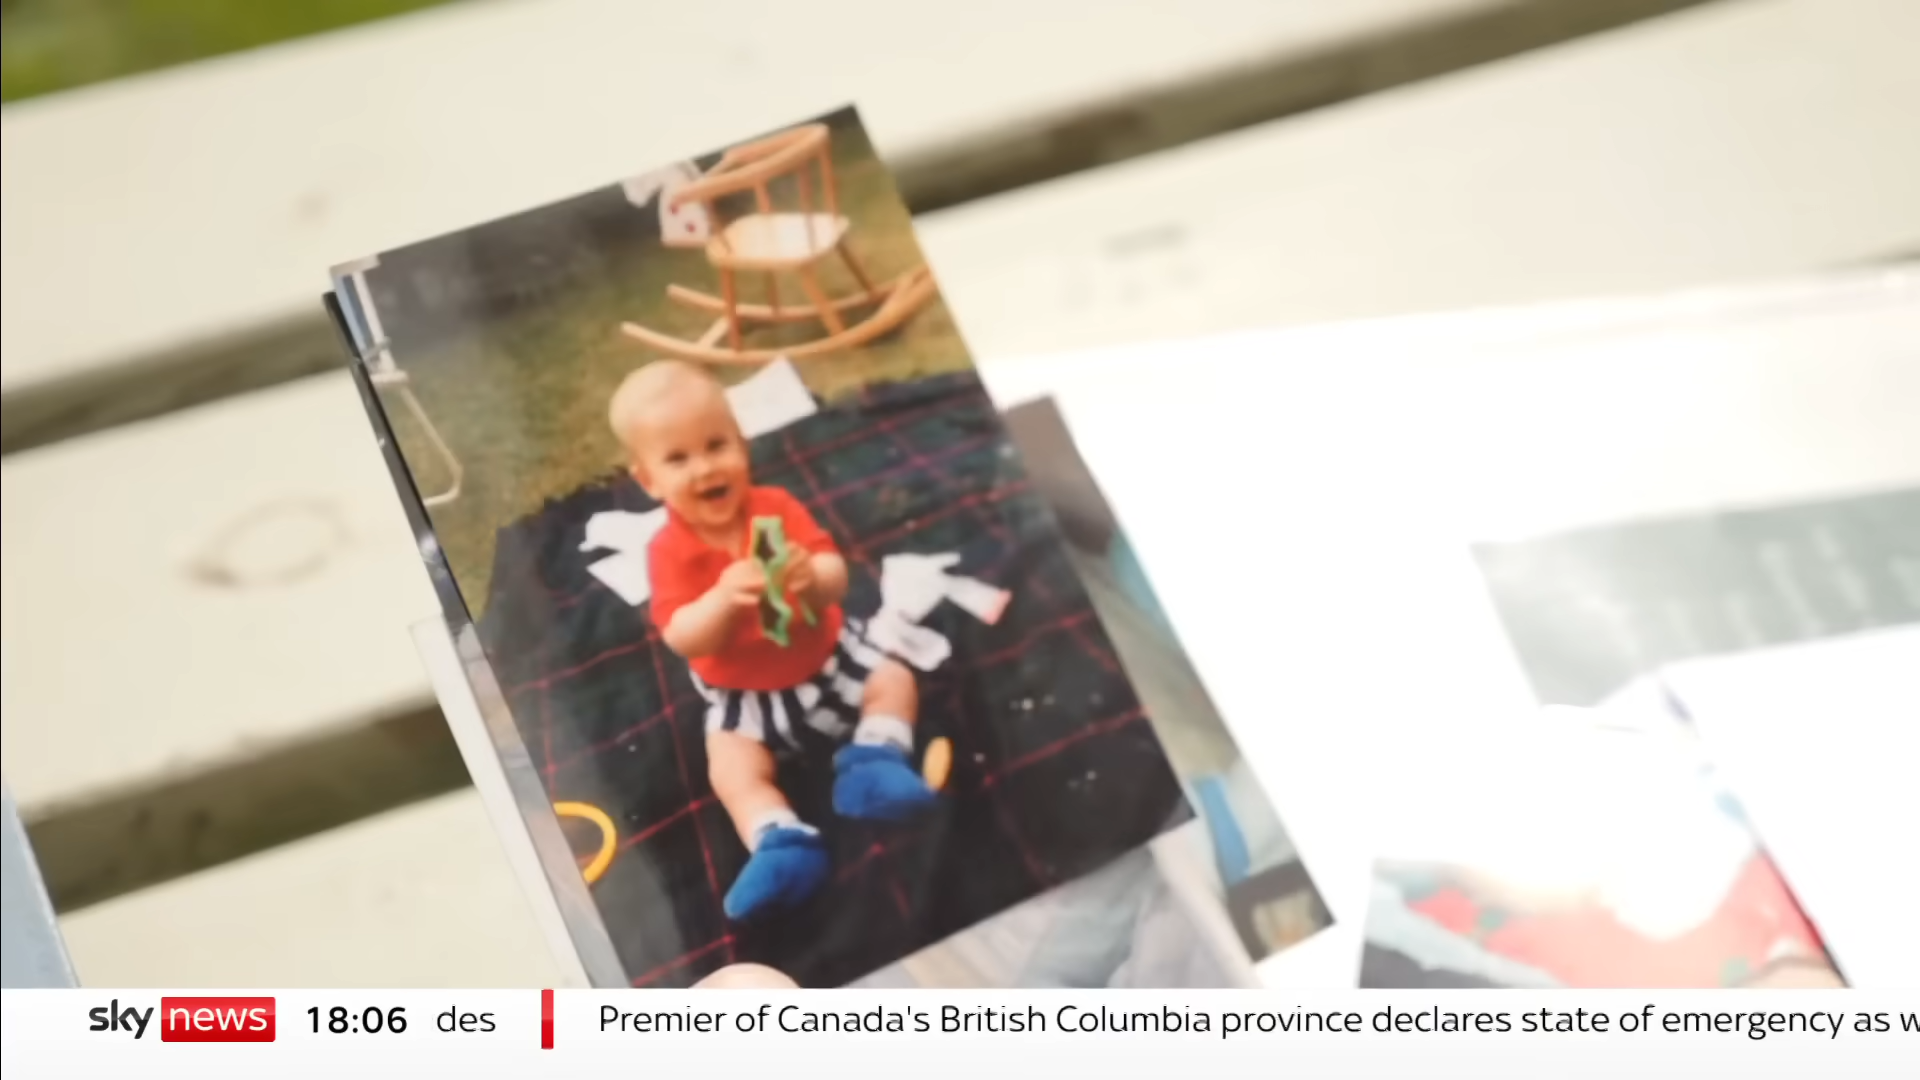 sky news 18:06 des Premier of Canada's British Columbia province declares state of emergency as w